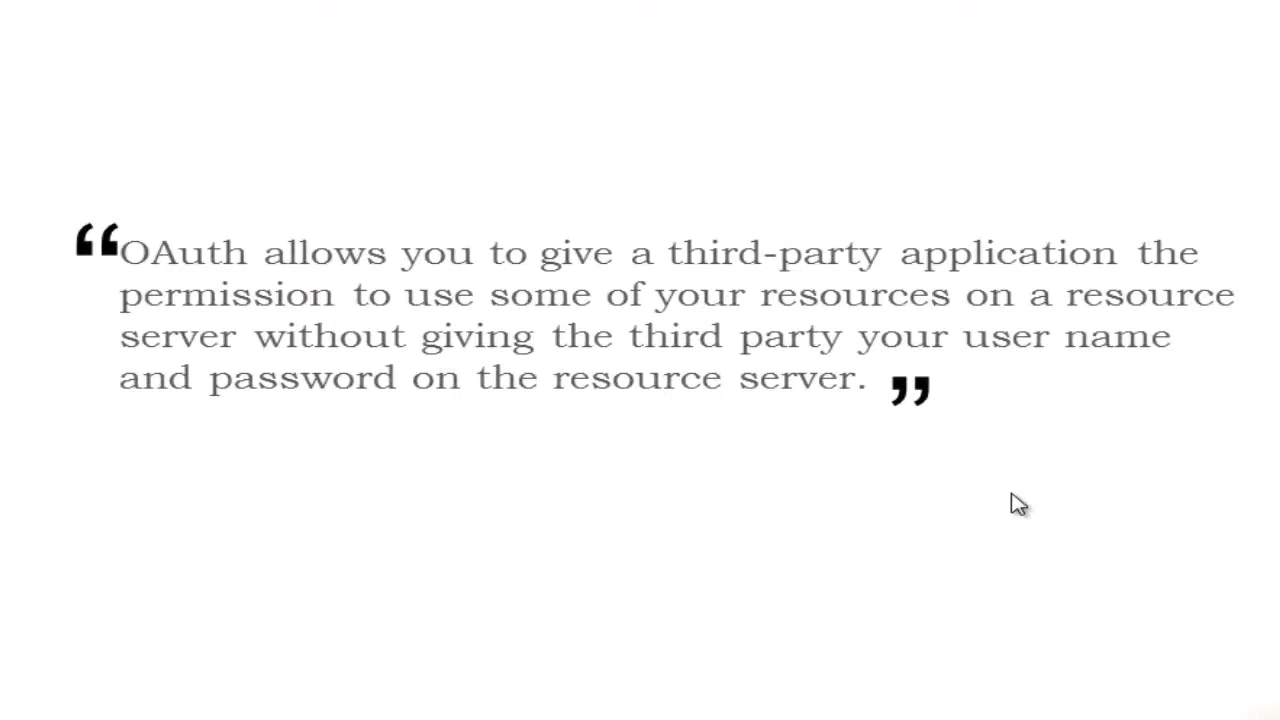 “OAuth allows you to give a third-party application the
permission to use some of your resources on a resource
server without giving the third party your user name
and password on the resource server. ”